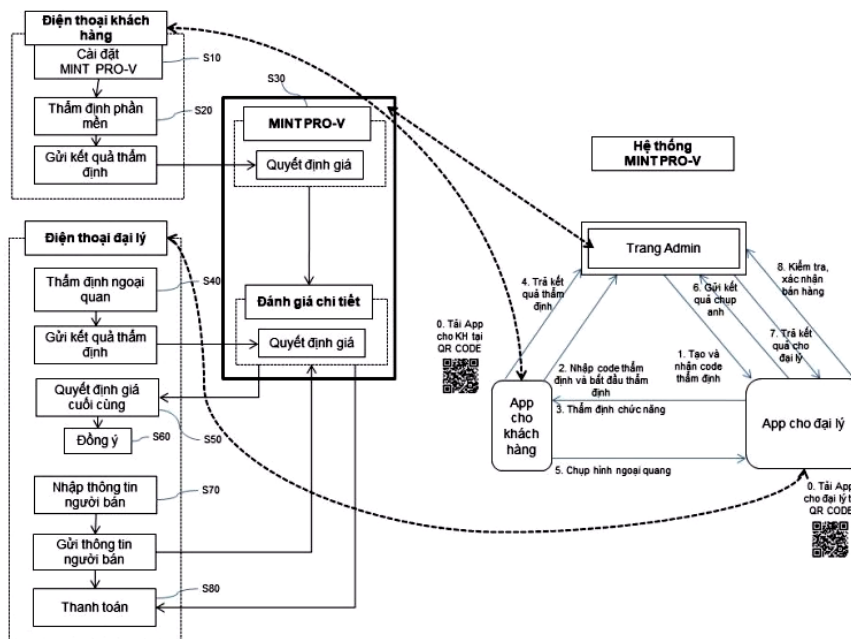 Điện thoại khách
hàng
Cài đặt
MINT PRO-V
S10
Thẩm định phần
mền
S20
Gửi kết quả thẩm
định
S30
MINT PRO-V
Quyết định giá
Đánh giá chi tiết
Quyết định giá
Điện thoại đại lý
Thẩm định ngoại
quan
S40
Gửi kết quả thẩm
định
Quyết định giá
cuối cùng
S50
Đồng ý
S60
Nhập thông tin
người bán
S70
Gửi thông tin
người bán
Thanh toán
S80
Hệ thống
MINT PRO-V
Trang Admin
4. Trả kết
quả thẩm
định
8. Kiểm tra,
xác nhận
bán hàng
6. Gửi kết
quả chụp
anh
7. Trả kết
quả cho
đại lý
0. Tải App
cho KH tại
QR CODE
1. Tạo và
nhận code
thẩm định
2. Nhập code thẩm
định và bắt đầu thẩm
định
3. Thẩm định chức năng
App
cho
khách
hàng
App cho đại lý
5. Chụp hình ngoại quang
0. Tải App
cho đại lý t
QR CODE